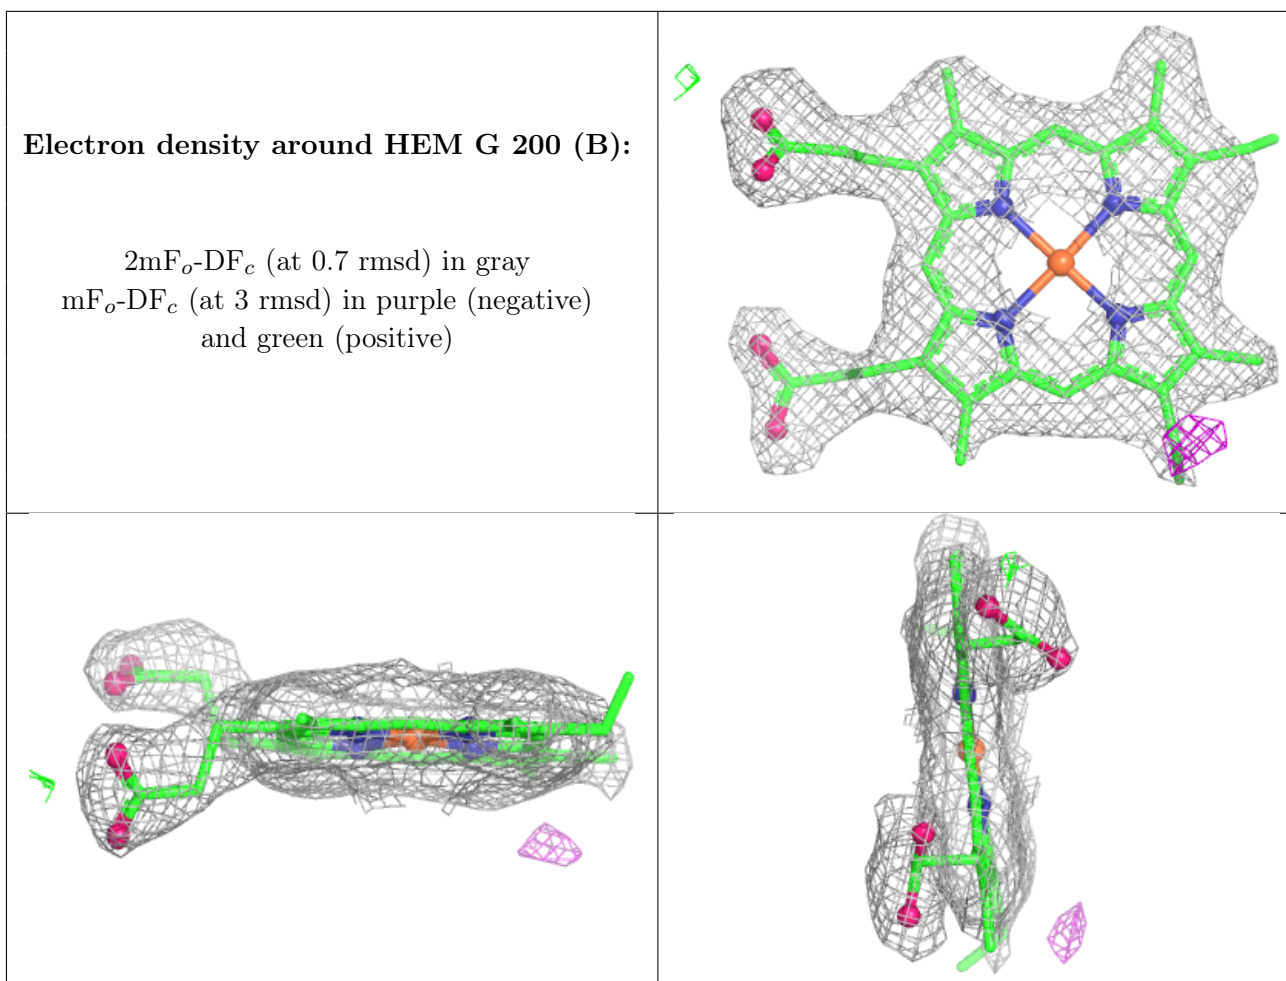 Electron density around HEM G 200 (B):
2mFo-DFc (at 0.7 rmsd) in gray
mFo-DFc (at 3 rmsd) in purple (negative)
and green (positive)